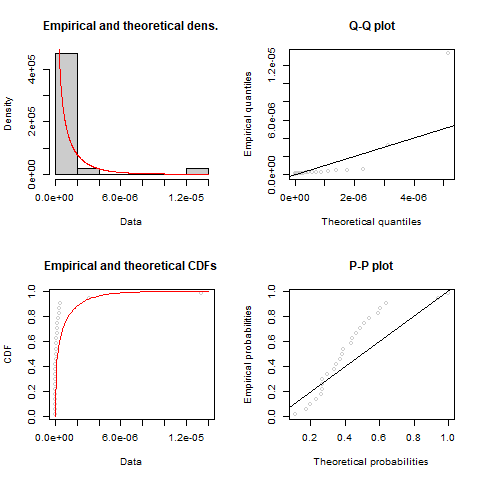 Empirical and theoretical dens.
Density
0e+00 2e+05 4e+05
0.0e+00 6.0e-06 1.2e-05
Data
Q-Q plot
Empirical quantiles
0.0e+00 6.0e-06 1.2e-05
0e+00 2e-06 4e-06
Theoretical quantiles
Empirical and theoretical CDFs
CDF
0.0 0.2 0.4 0.6 0.8 1.0
0.0e+00 6.0e-06 1.2e-05
Data
P-P plot
Empirical probabilities
0.0 0.2 0.4 0.6 0.8 1.0
0.2 0.4 0.6 0.8 1.0
Theoretical probabilities